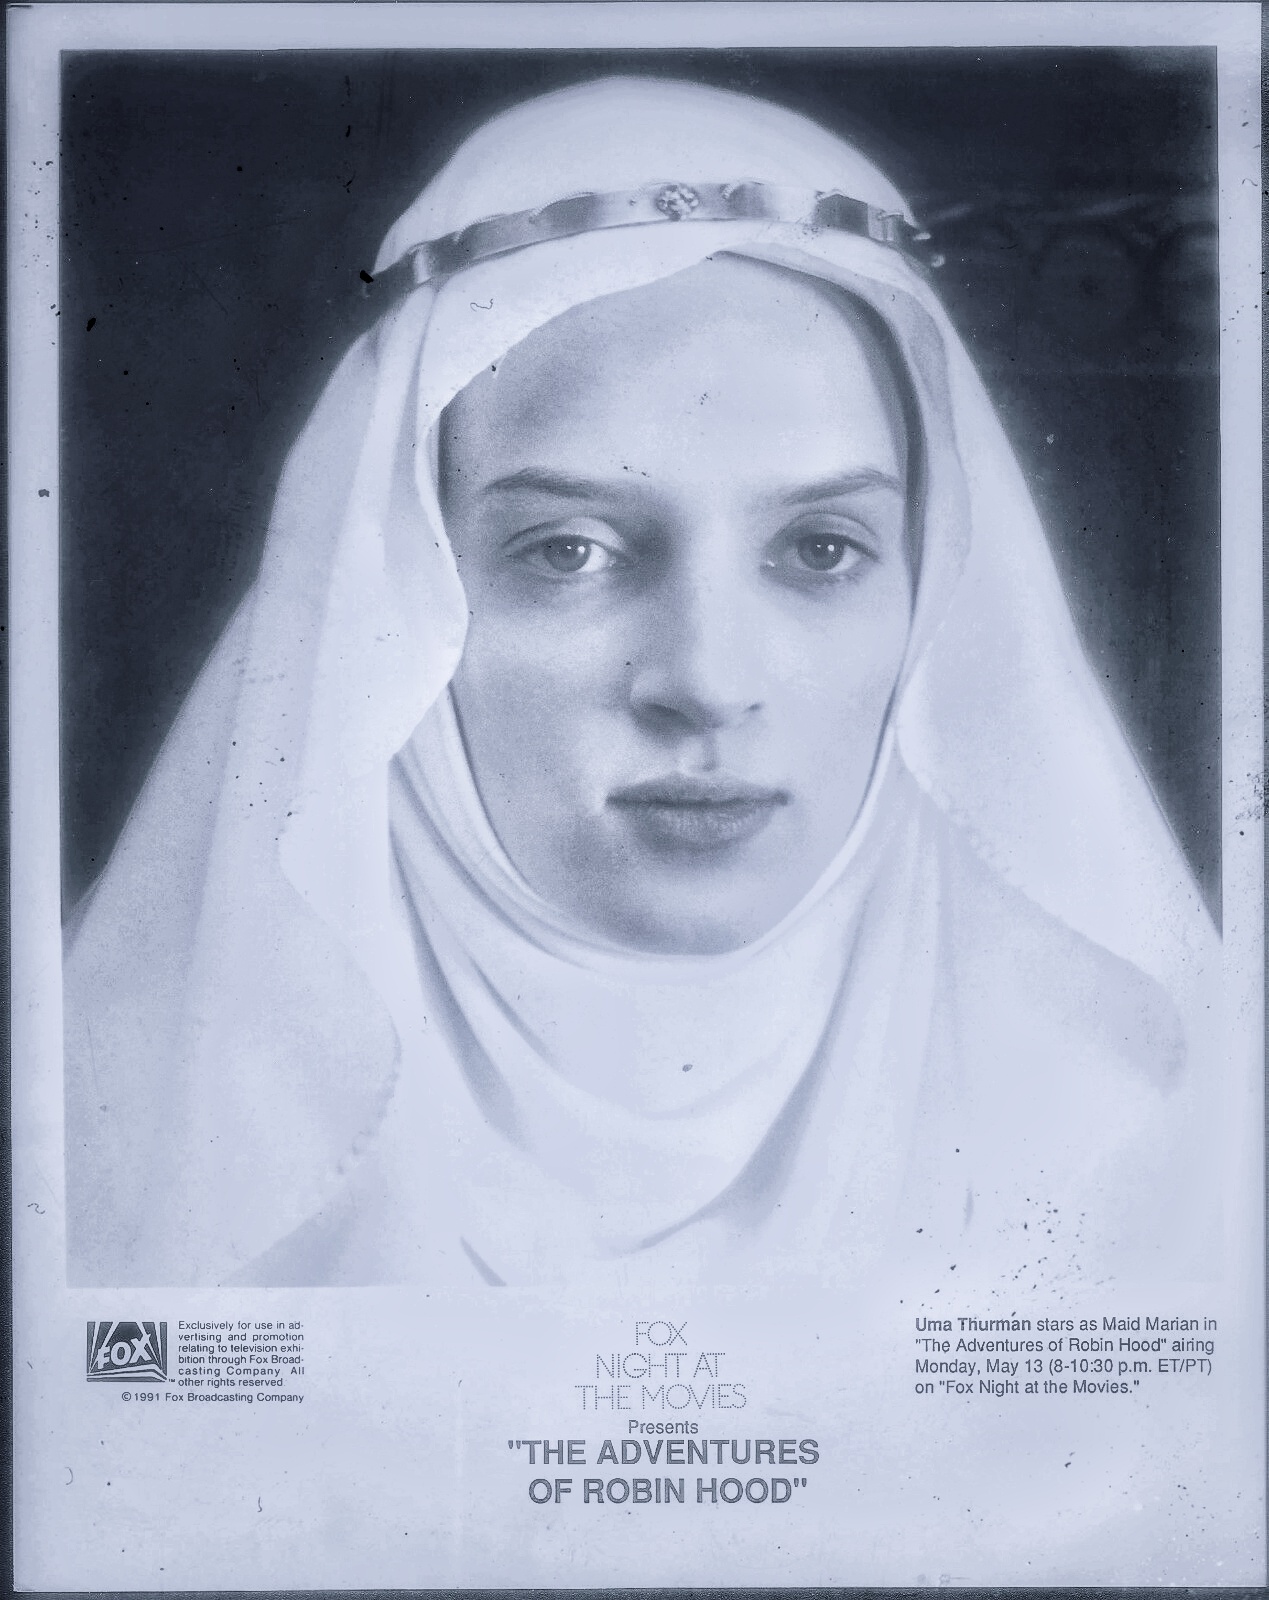 FOX
Exclusively for use in ad-
vertising and promotion
relating to television exhi-
bition through Fox Broad-
casting Company All
™ other rights reserved
© 1991 Fox Broadcasting Company
FOX
NIGHT AT
THE MOVIES
Presents
"THE ADVENTURES
OF ROBIN HOOD"
Uma Thurman stars as Maid Marian in
"The Adventures of Robin Hood" airing
Monday, May 13 (8-10:30 p.m. ET/PT)
on "Fox Night at the Movies."